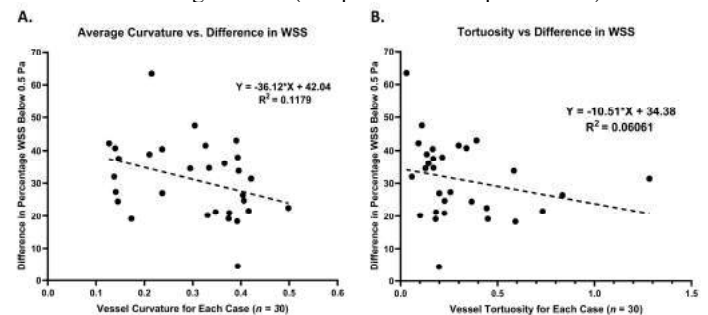 A.
Average Curvature vs. Difference in WSS
Difference in Percentage WSS Below 0.5 Pa
70
60
50
40
30
20
10
0
Y = -36.12*X + 42.04
R² = 0.1179
0.0 0.1 0.2 0.3 0.4 0.5 0.6
Vessel Curvature for Each Case (n = 30)
B.
Tortuosity vs Difference in WSS
Difference in Percentage WSS Below 0.5 Pa
70
60
50
40
30
20
10
0
Y = -10.51*X + 34.38
R² = 0.06061
0.0 0.5 1.0 1.5
Vessel Tortuosity for Each Case (n = 30)